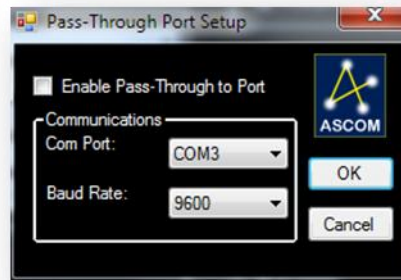 Pass-Through Port Setup
Enable Pass-Through to Port
Communications
Com Port:
COM3
Baud Rate:
9600
ASCOM
OK
Cancel